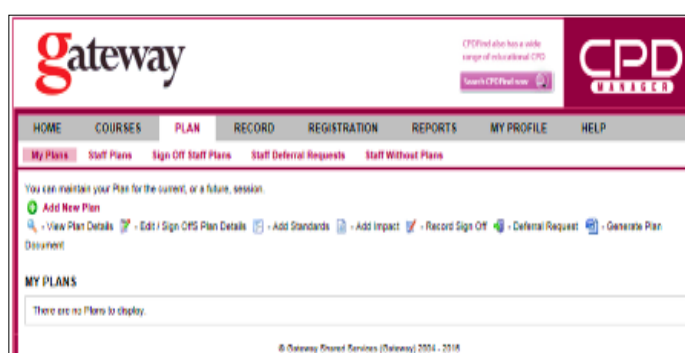 gateway
CPDFind also has a wide
range of educational CPD
Search CPDFind now
CPD
MANAGER
HOME COURSES PLAN RECORD REGISTRATION REPORTS MY PROFILE HELP
My Plans Staff Plans Sign Off Staff Plans Staff Deferral Requests Staff Without Plans
You can maintain your Plan for the current, or a future, session.
Add New Plan
- View Plan Details - Edit / Sign Off5 Plan Details - Add Standards - Add Impact - Record Sign Off - Deferral Request - Generate Plan
Document
MY PLANS
There are no Plans to display.
© Gateway Shared Services (Gateway) 2004 - 2016